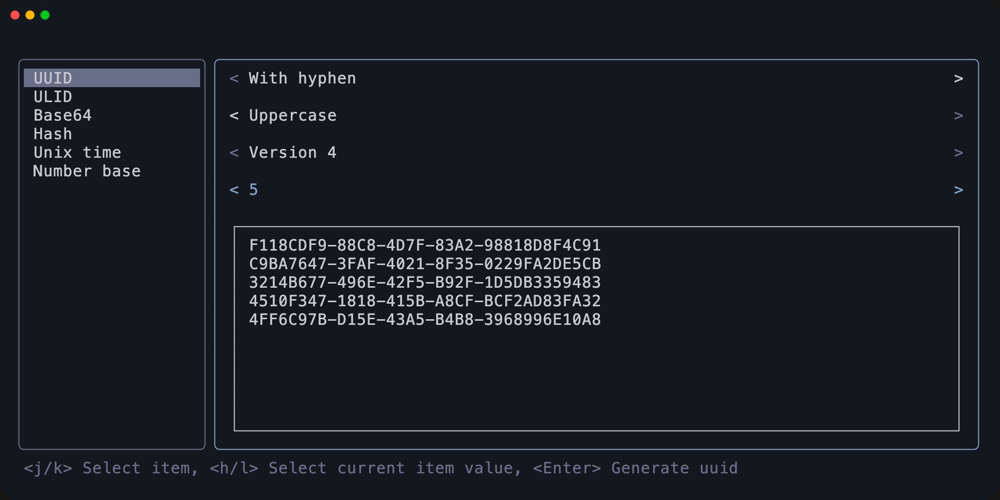 UUID
ULID
Base64
Hash
Unix time
Number base
< With hyphen >
< Uppercase >
< Version 4 >
< 5 >
F118CDF9-88C8-4D7F-83A2-98818D8F4C91
C9BA7647-3FAF-4021-8F35-0229FA2DE5CB
3214B677-496E-42F5-B92F-1D5DB3359483
4510F347-1818-415B-A8CF-BCF2AD83FA32
4FF6C97B-D15E-43A5-B4B8-3968996E10A8
<j/k> Select item, <h/l> Select current item value, <Enter> Generate uuid